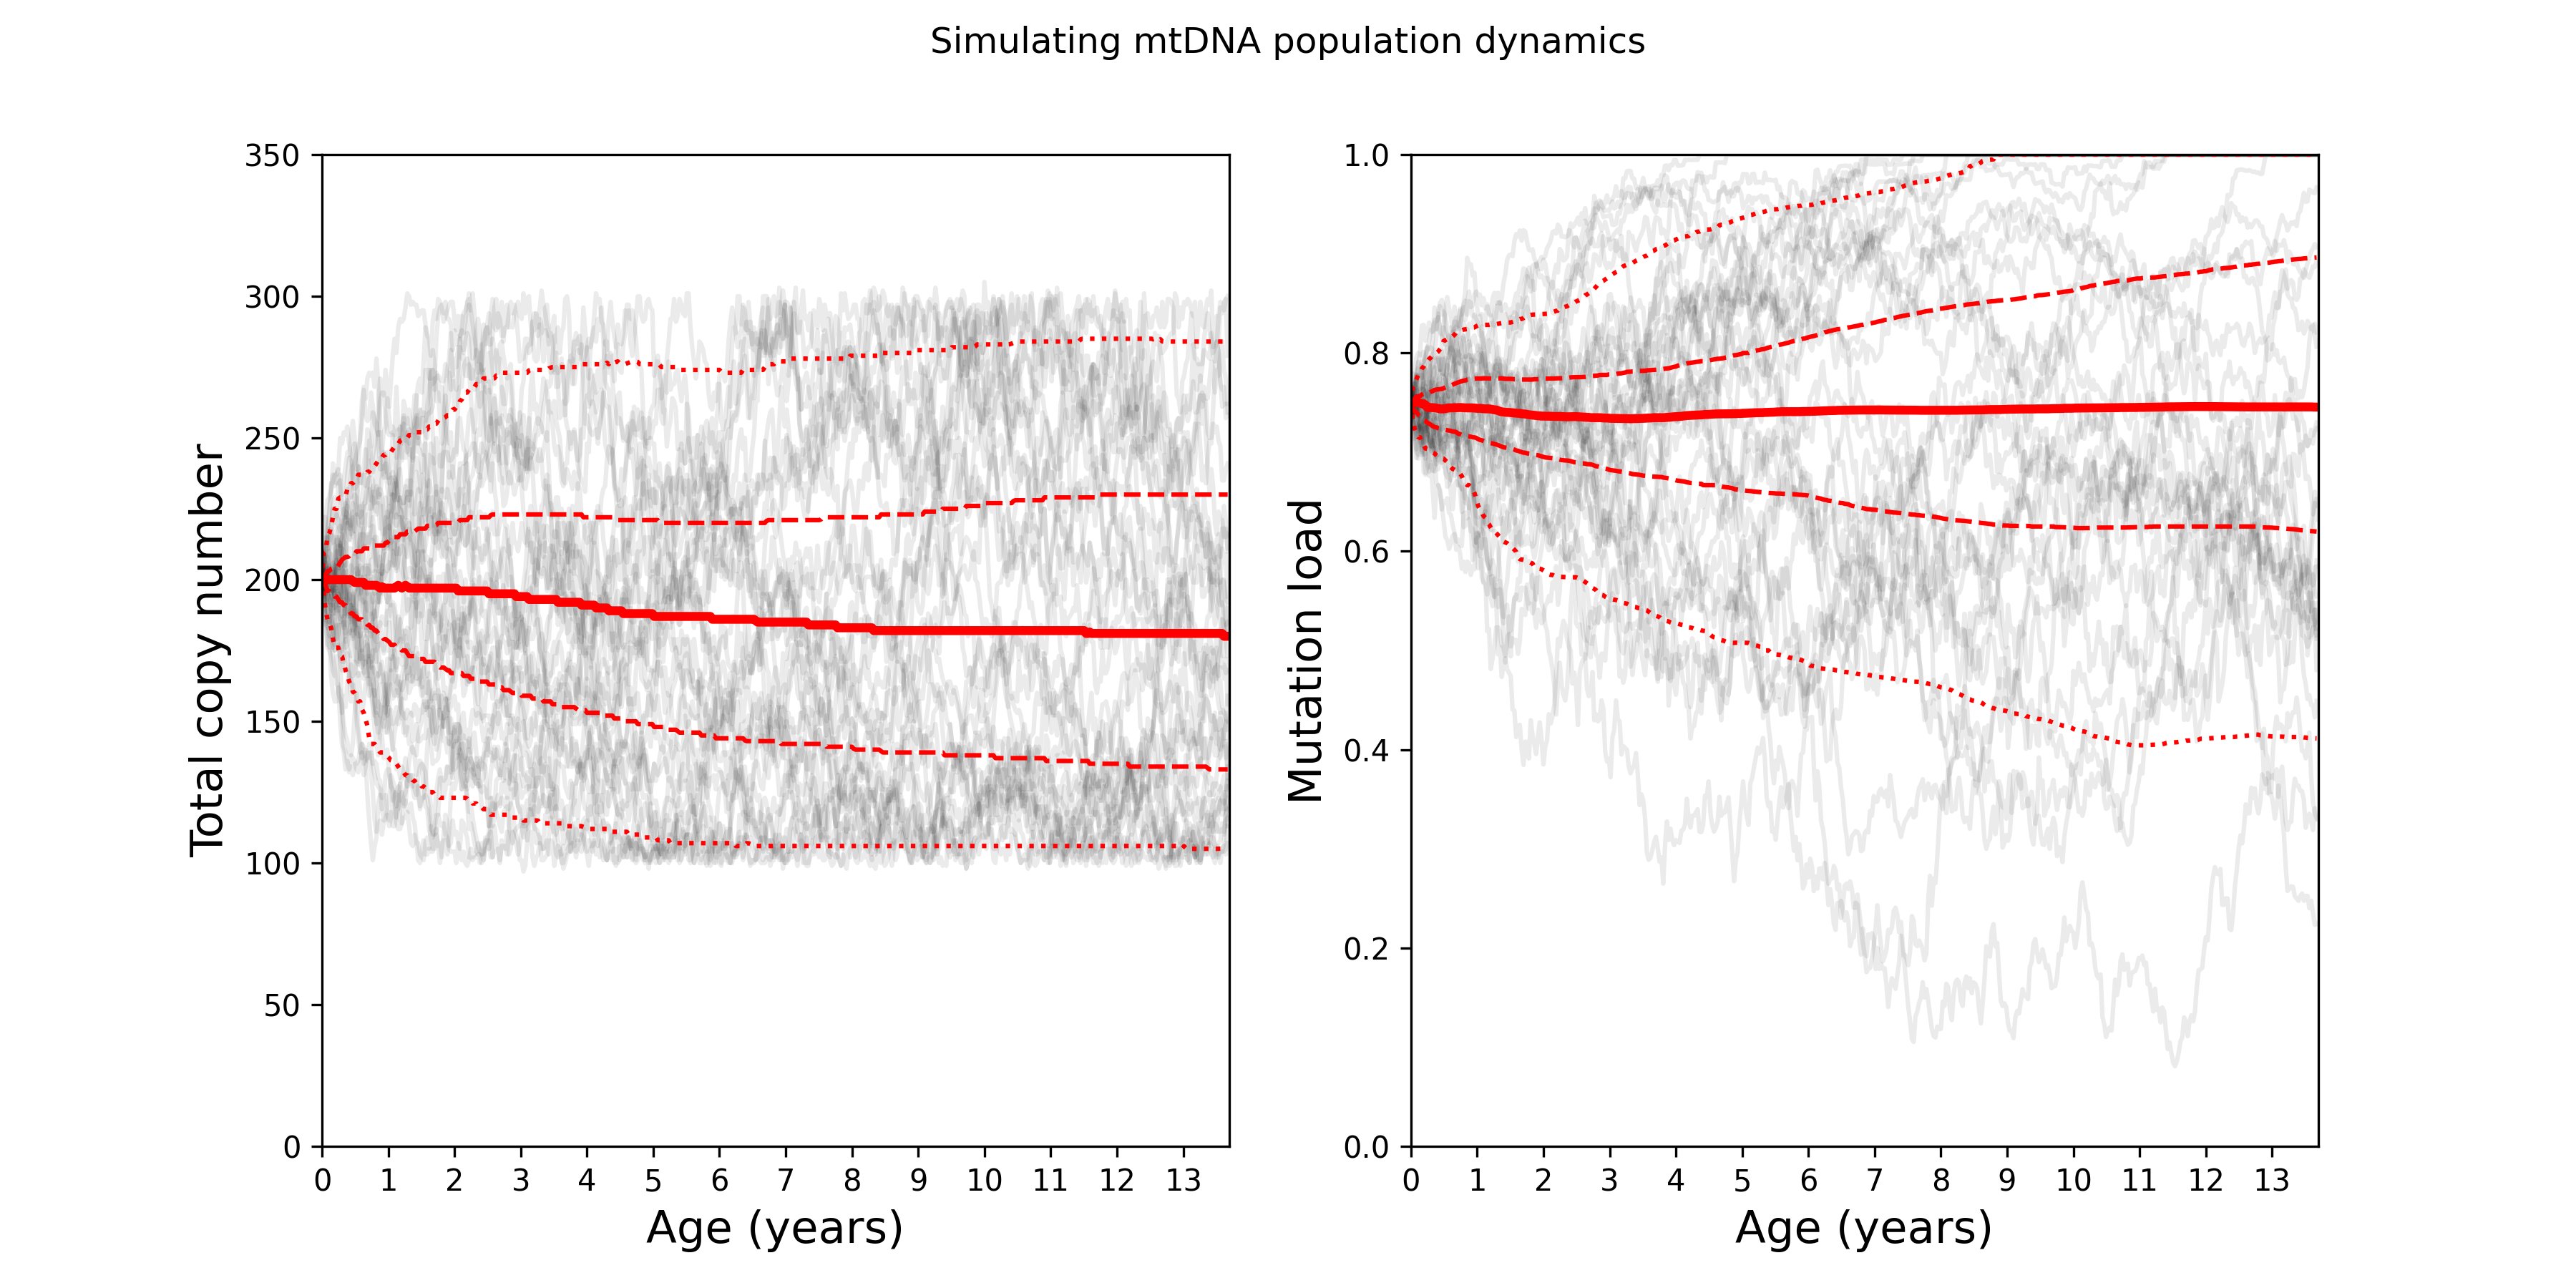 Simulating mtDNA population dynamics
Total copy number
350
300
250
200
150
100
50
0
0 1 2 3 4 5 6 7 8 9 10 11 12 13
Age (years)
Mutation load
1.0
0.8
0.6
0.4
0.2
0.0
0 1 2 3 4 5 6 7 8 9 10 11 12 13
Age (years)